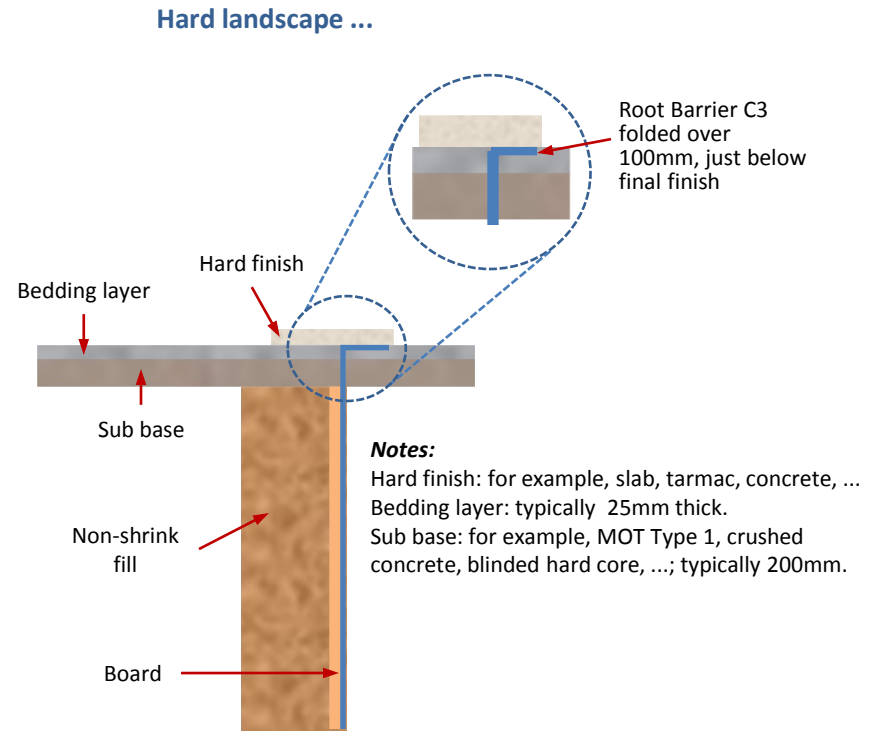 Hard landscape ...
Root Barrier C3
folded over
100mm, just below
final finish
Hard finish
Bedding layer
Sub base
Notes:
Hard finish: for example, slab, tarmac, concrete, ...
Bedding layer: typically 25mm thick.
Sub base: for example, MOT Type 1, crushed
concrete, blinded hard core, ...; typically 200mm.
Non-shrink
fill
Board